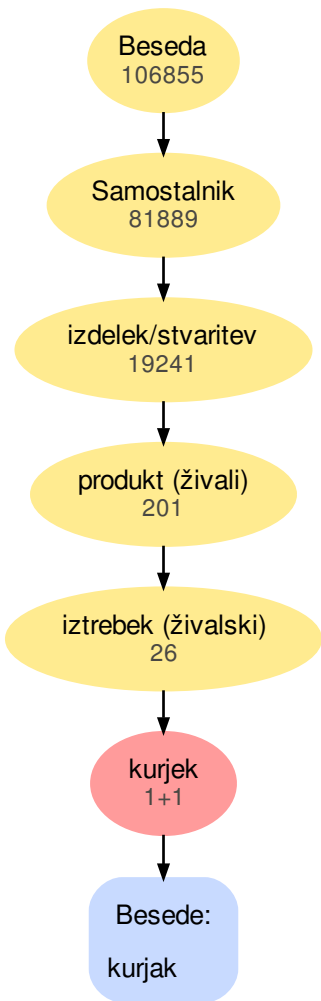 Beseda
106855
Samostalnik
81889
izdelek/stvaritev
19241
produkt (živali)
201
iztrebek (živalski)
26
kurjek
1+1
Besede:
kurjak